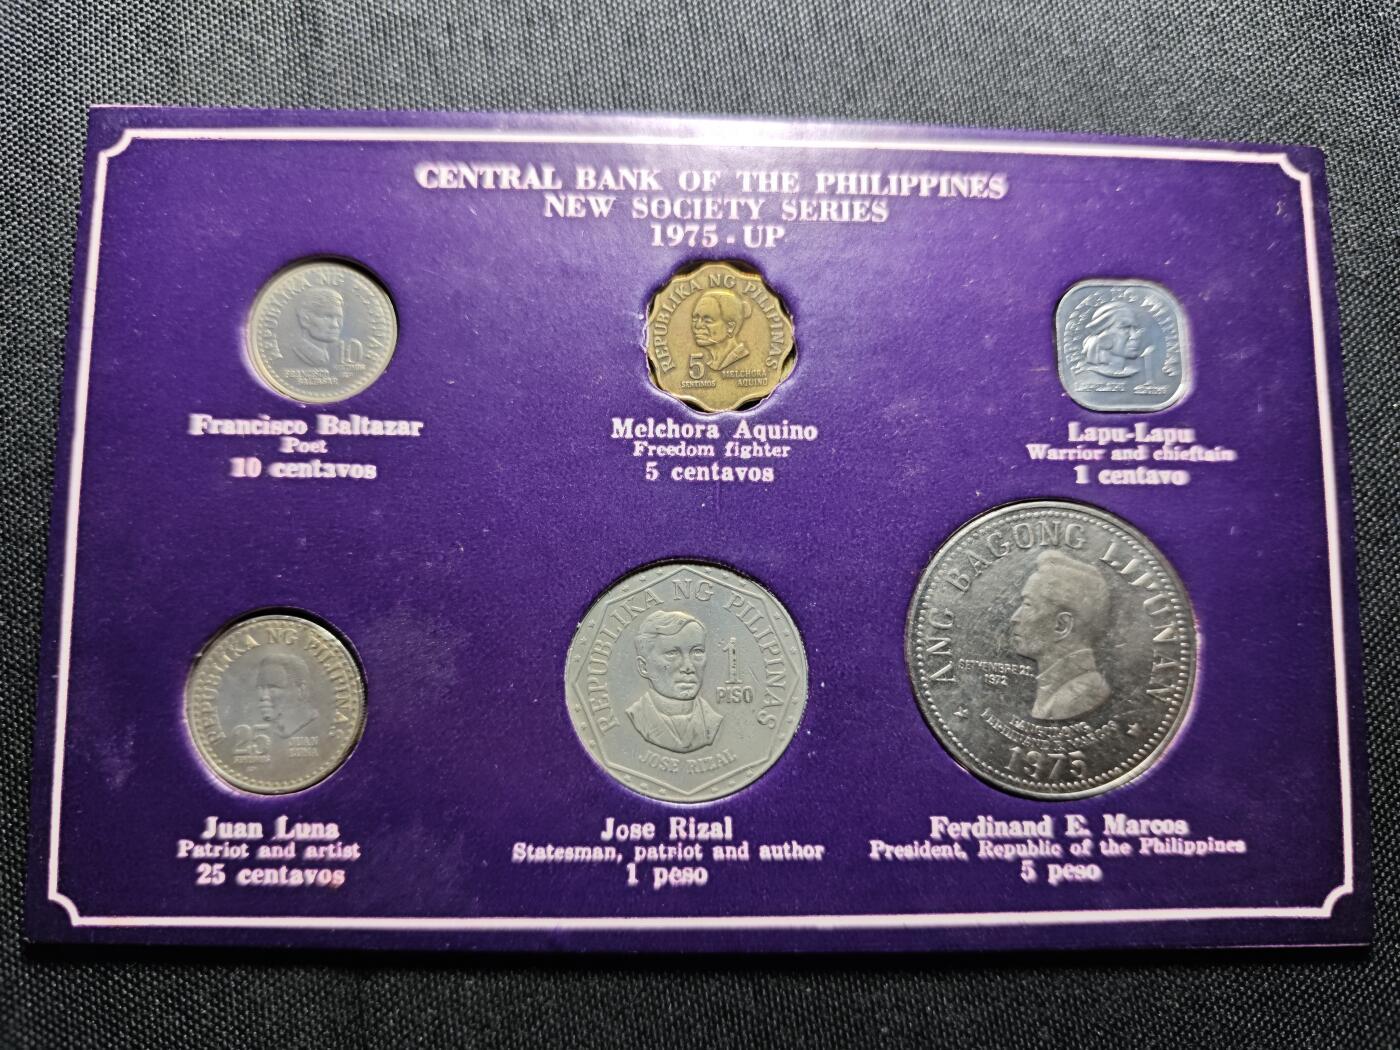 CENTRAL BANK OF THE PHILIPPINES
NEW SOCIETY SERIES
1975 - UP
REPUBLIKA NG PILIPINAS
10
FRANCISCO
BALTASAR
Francisco Baltazar
Poet
10 centavos
REPUBLIKA NG PILIPINAS
5
SENTIMOS
MELCHORA
AQUINO
Melchora Aquino
Freedom fighter
5 centavos
REPUBLIKA NG PILIPINAS
Lapu-Lapu
Warrior and chieftain
1 centavo
REPUBLIKA NG PILIPINAS
25
JUAN
Juan Luna
Patriot and artist
25 centavos
REPUBLIKA NG PILIPINAS
1
PISO
JOSE RIZAL
Jose Rizal
Statesman, patriot and author
1 peso
ANG BAGONG LIPUNAN
SETYEMBRE 21,
1972
1975
Ferdinand E. Marcos
President, Republic of the Philippines
5 peso